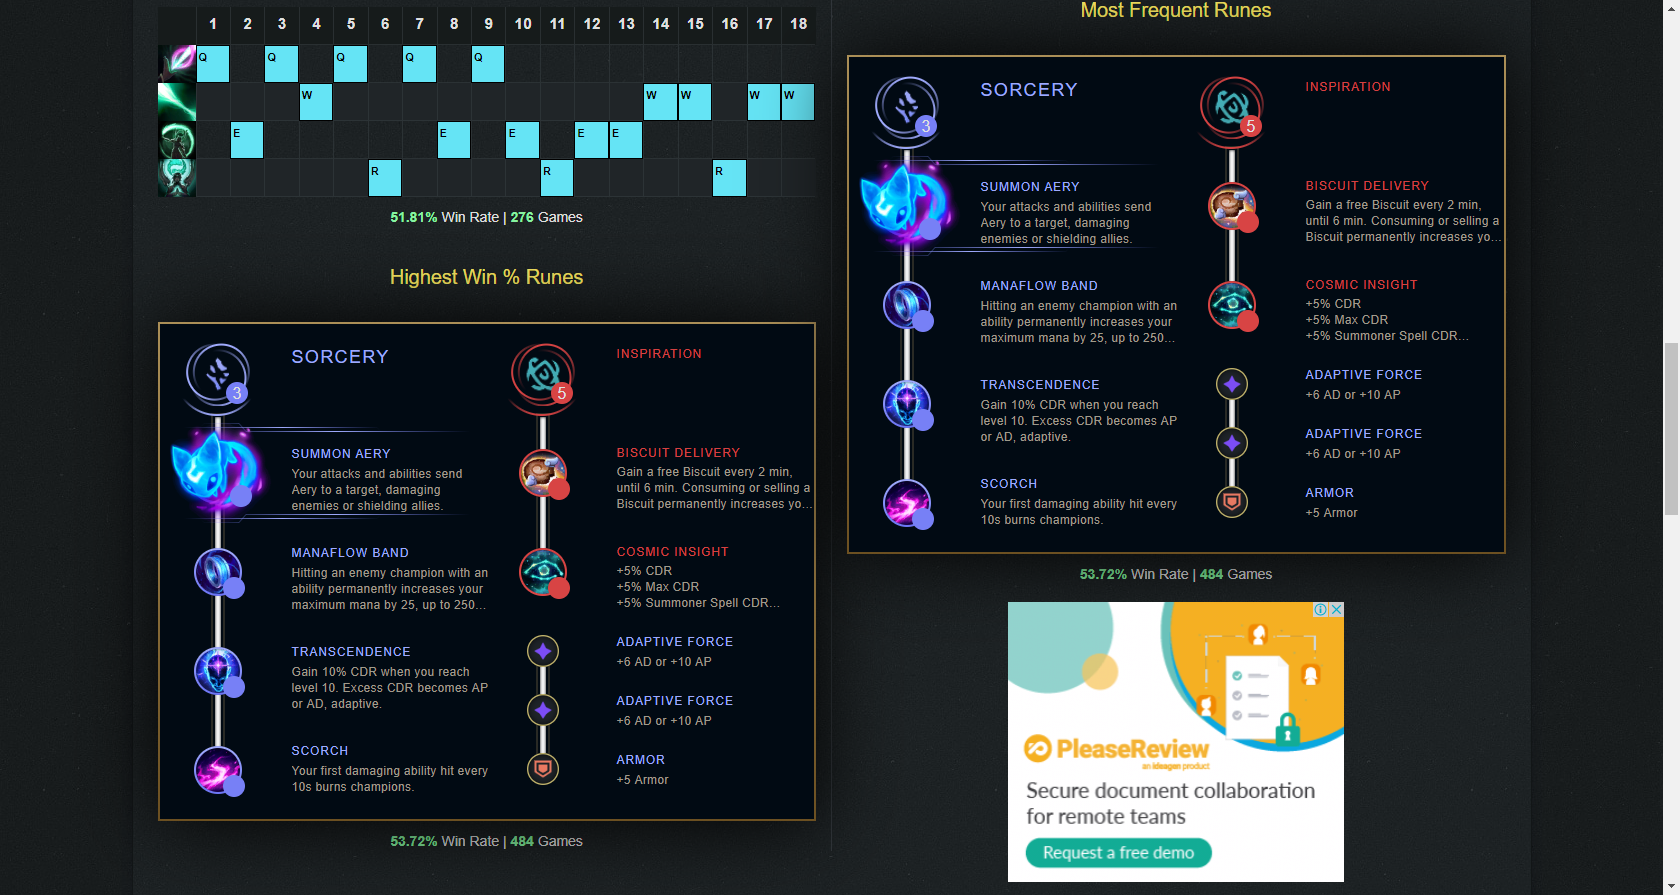 1 2 3 4 5 6 7 8 9 10 11 12 13 14 15 16 17 18
Q Q Q Q Q
W W W W W
E E E E E
R R R
51.81% Win Rate | 276 Games
Highest Win % Runes
SORCERY
3
SUMMON AERY
Your attacks and abilities send
Aery to a target, damaging
enemies or shielding allies.
MANAFLOW BAND
Hitting an enemy champion with an
ability permanently increases your
maximum mana by 25, up to 250...
TRANSCENDENCE
Gain 10% CDR when you reach
level 10. Excess CDR becomes AP
or AD, adaptive.
SCORCH
Your first damaging ability hit every
10s burns champions.
INSPIRATION
5
BISCUIT DELIVERY
Gain a free Biscuit every 2 min,
until 6 min. Consuming or selling a
Biscuit permanently increases yo...
COSMIC INSIGHT
+5% CDR
+5% Max CDR
+5% Summoner Spell CDR...
ADAPTIVE FORCE
+6 AD or +10 AP
ADAPTIVE FORCE
+6 AD or +10 AP
ARMOR
+5 Armor
53.72% Win Rate | 484 Games
Most Frequent Runes
SORCERY
3
SUMMON AERY
Your attacks and abilities send
Aery to a target, damaging
enemies or shielding allies.
MANAFLOW BAND
Hitting an enemy champion with an
ability permanently increases your
maximum mana by 25, up to 250...
TRANSCENDENCE
Gain 10% CDR when you reach
level 10. Excess CDR becomes AP
or AD, adaptive.
SCORCH
Your first damaging ability hit every
10s burns champions.
INSPIRATION
5
BISCUIT DELIVERY
Gain a free Biscuit every 2 min,
until 6 min. Consuming or selling a
Biscuit permanently increases yo...
COSMIC INSIGHT
+5% CDR
+5% Max CDR
+5% Summoner Spell CDR...
ADAPTIVE FORCE
+6 AD or +10 AP
ADAPTIVE FORCE
+6 AD or +10 AP
ARMOR
+5 Armor
53.72% Win Rate | 484 Games
PleaseReview
an ideagen product
Secure document collaboration
for remote teams
Request a free demo